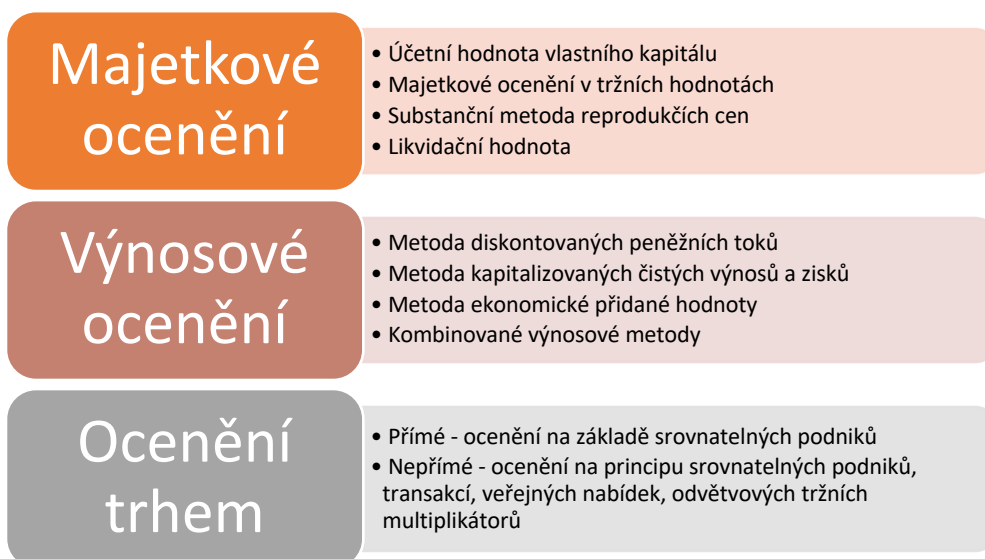 Majetkové
ocenění
• Účetní hodnota vlastního kapitálu
• Majetkové ocenění v tržních hodnotách
• Substanční metoda reprodukčích cen
• Likvidační hodnota
Výnosové
ocenění
• Metoda diskontovaných peněžních toků
• Metoda kapitalizovaných čistých výnosů a zisků
• Metoda ekonomické přidané hodnoty
• Kombinované výnosové metody
Ocenění
trhem
• Přímé - ocenění na základě srovnatelných podniků
• Nepřímé - ocenění na principu srovnatelných podniků,
transakcí, veřejných nabídek, odvětvových tržních
multiplikátorů